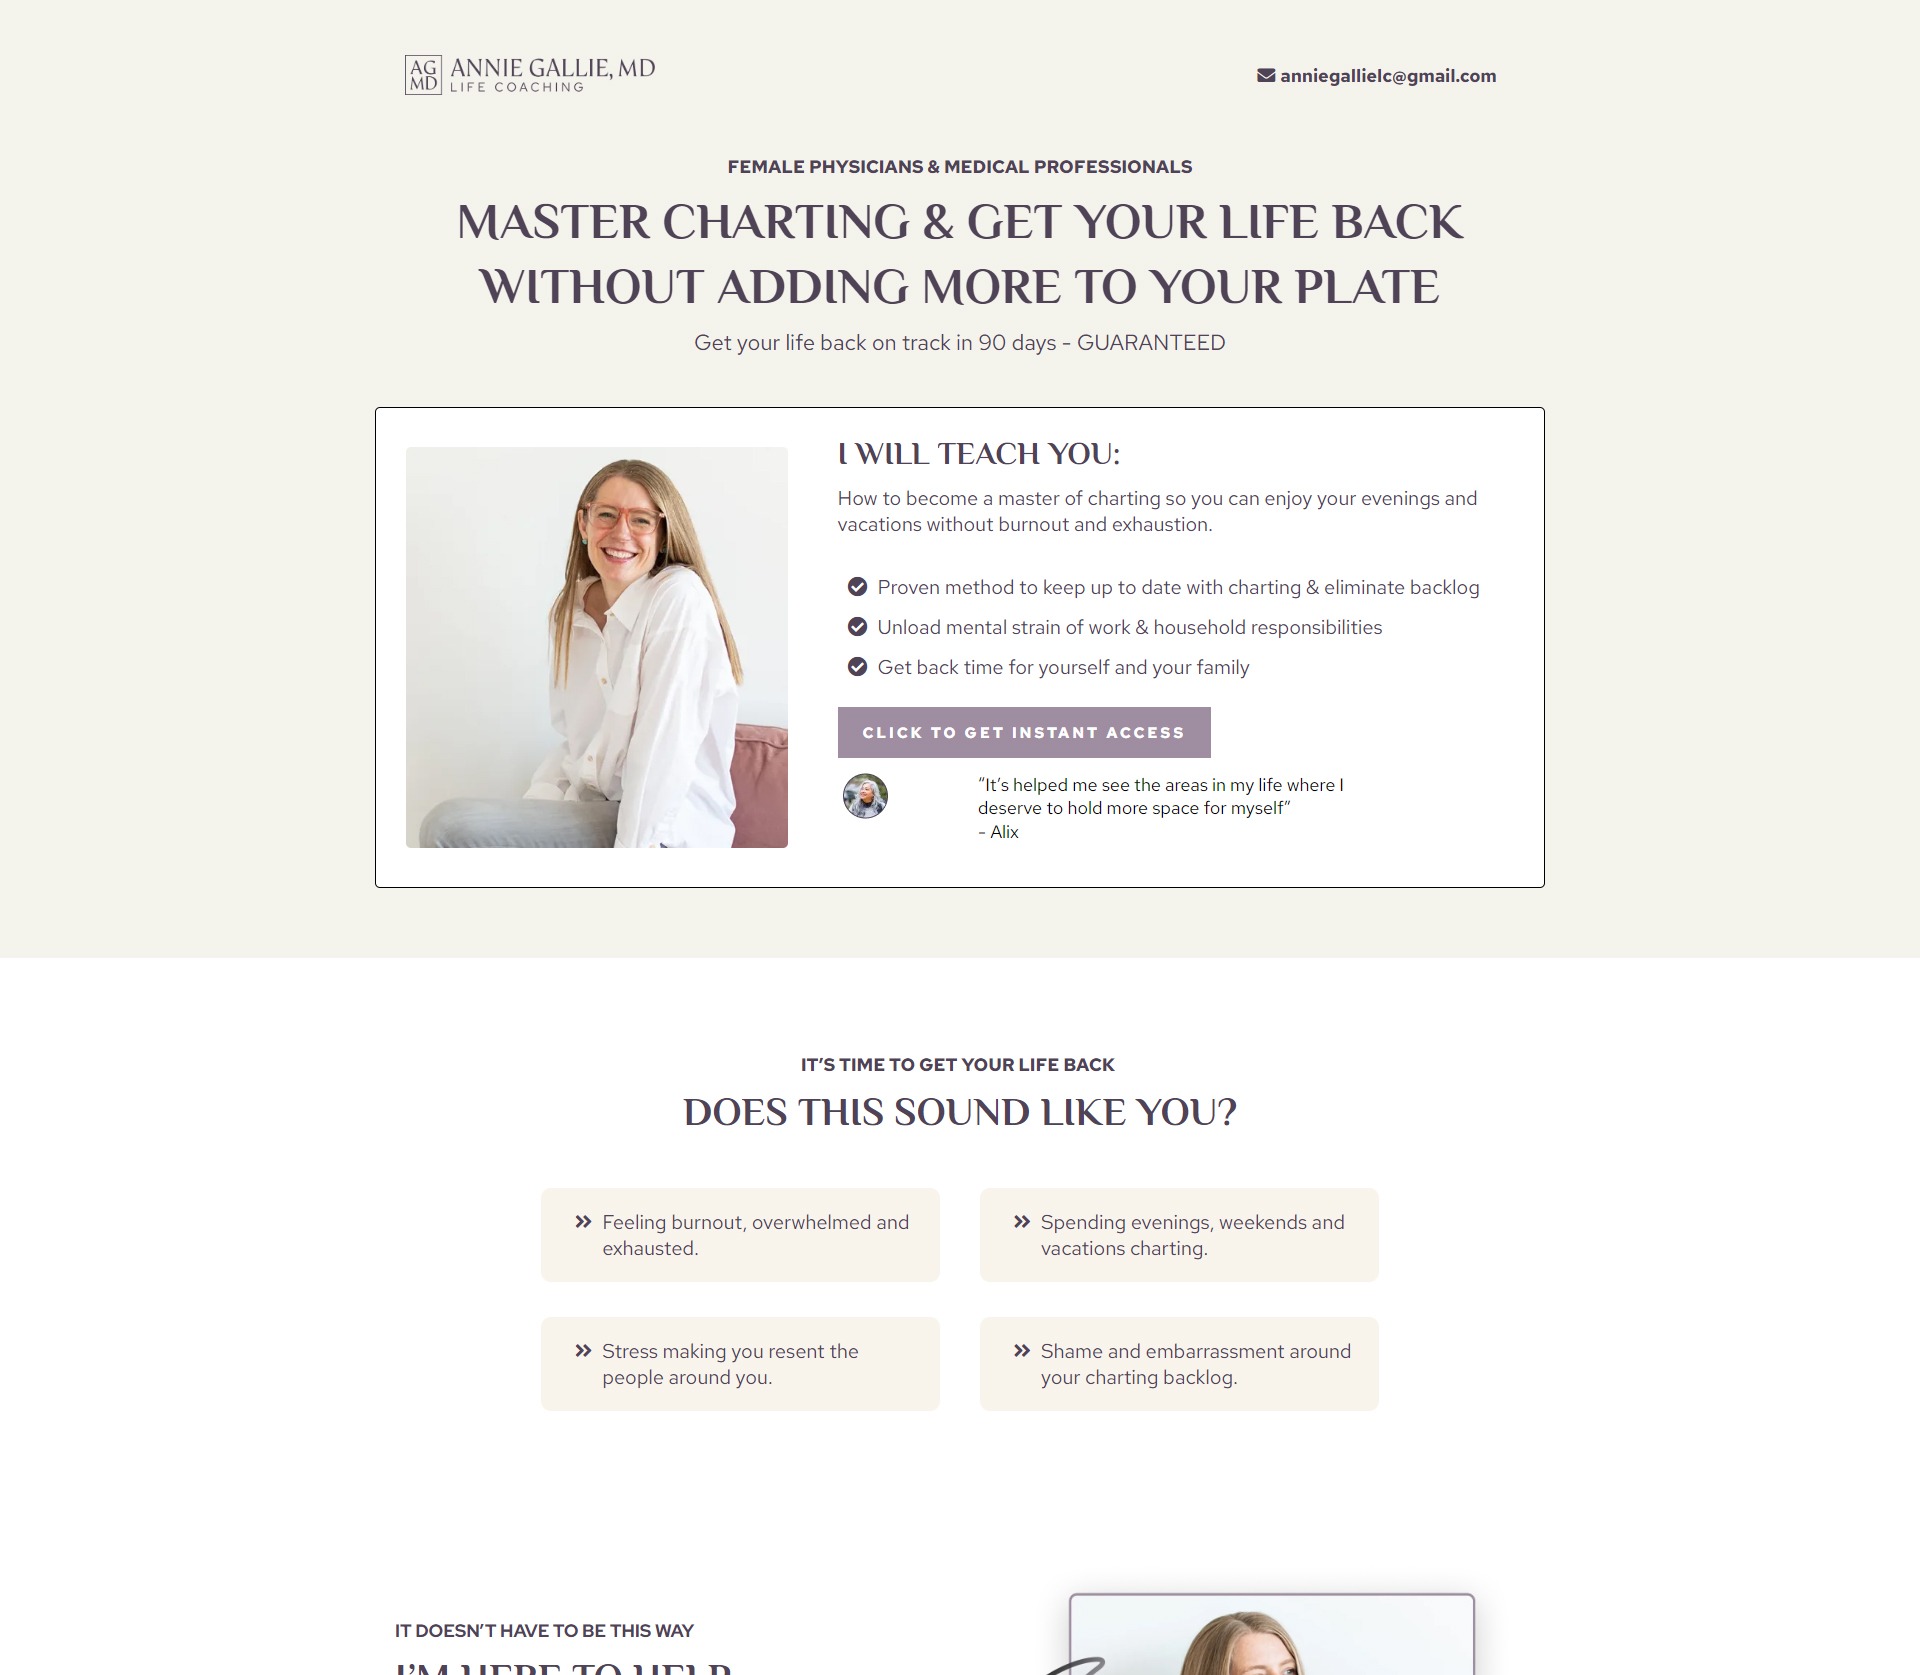 AG
MD
ANNIE GALLIE, MD
LIFE COACHING
anniegallielc@gmail.com
FEMALE PHYSICIANS & MEDICAL PROFESSIONALS
MASTER CHARTING & GET YOUR LIFE BACK
WITHOUT ADDING MORE TO YOUR PLATE
Get your life back on track in 90 days - GUARANTEED
I WILL TEACH YOU:
How to become a master of charting so you can enjoy your evenings and
vacations without burnout and exhaustion.
Proven method to keep up to date with charting & eliminate backlog
Unload mental strain of work & household responsibilities
Get back time for yourself and your family
CLICK TO GET INSTANT ACCESS
“It’s helped me see the areas in my life where I
deserve to hold more space for myself”
- Alix
IT’S TIME TO GET YOUR LIFE BACK
DOES THIS SOUND LIKE YOU?
Feeling burnout, overwhelmed and
exhausted.
Spending evenings, weekends and
vacations charting.
Stress making you resent the
people around you.
Shame and embarrassment around
your charting backlog.
IT DOESN’T HAVE TO BE THIS WAY
I’M HERE TO HELP